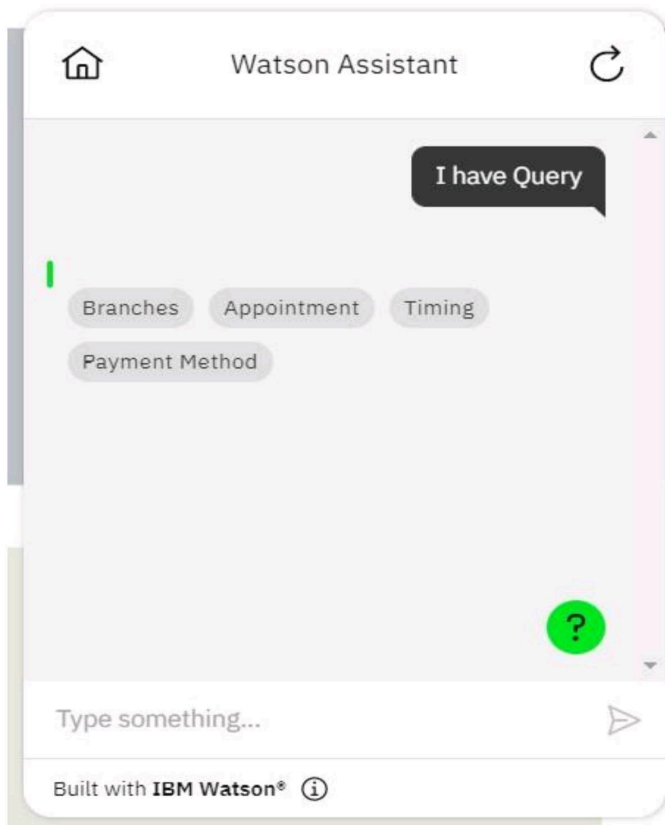 Watson Assistant
I have Query
Branches Appointment Timing
Payment Method
?
Type something...
Built with IBM Watson®